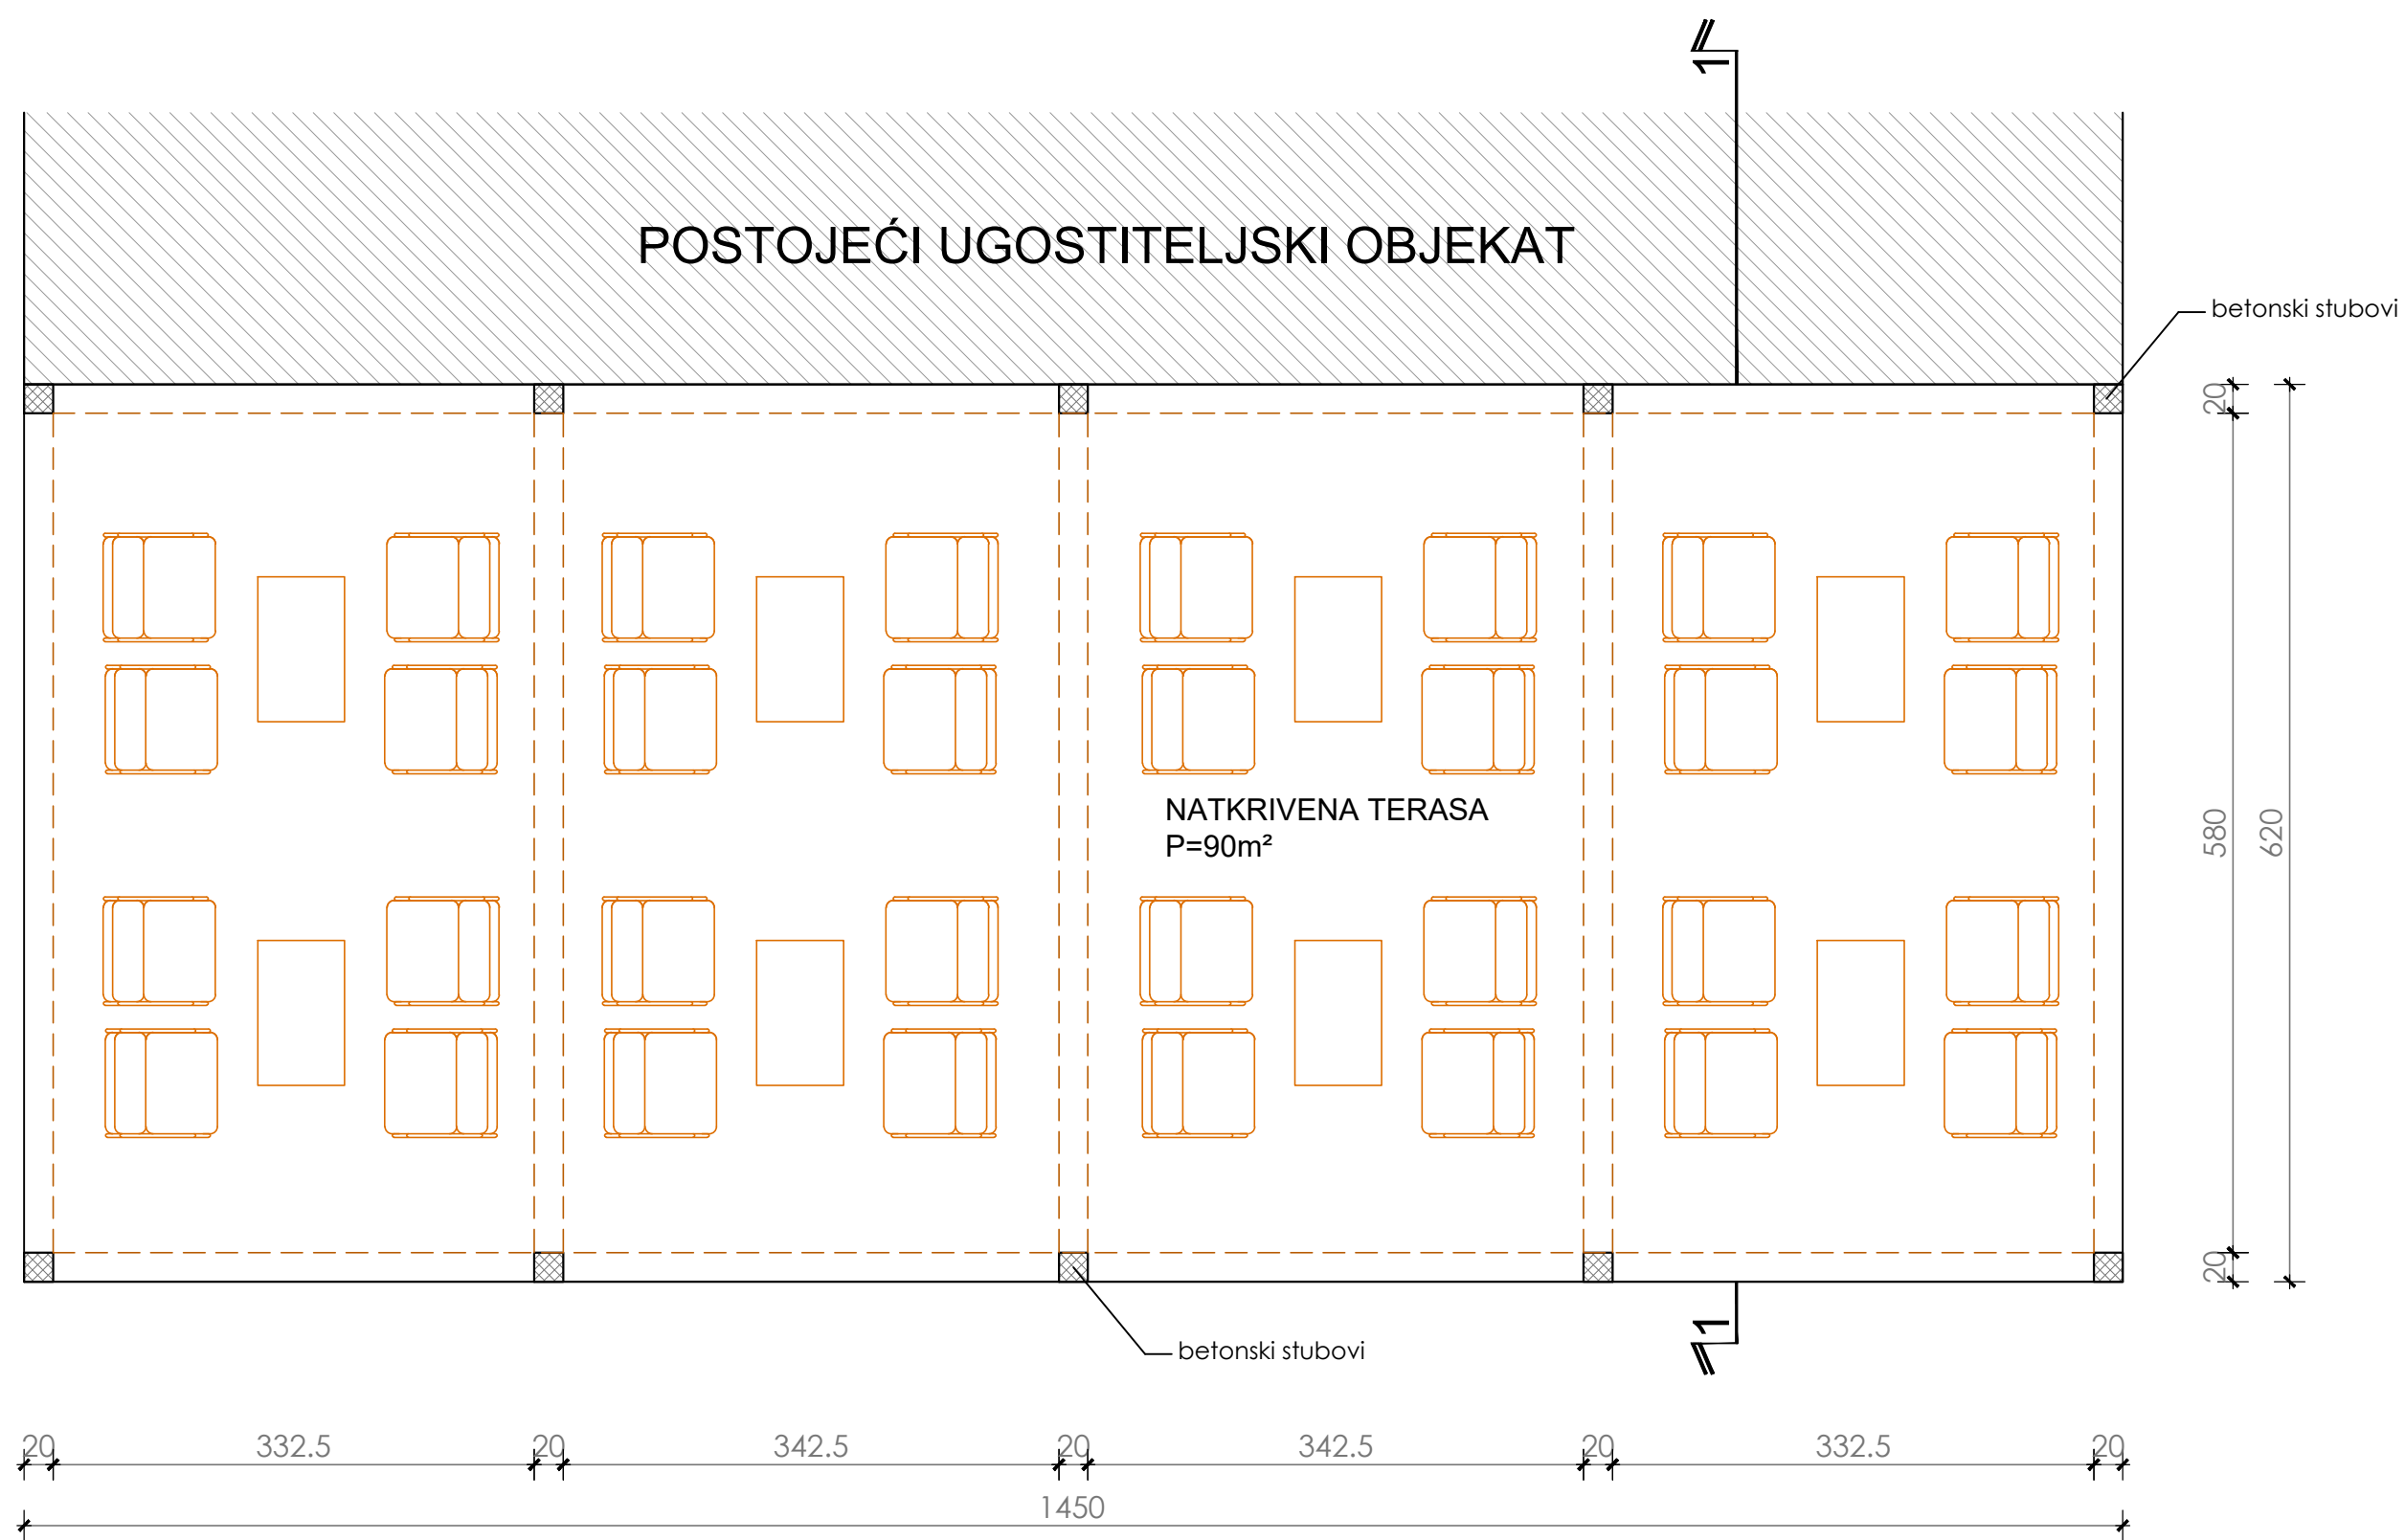 1
POSTOJEĆI UGOSTITELJSKI OBJEKAT
betonski stubovi
20
NATKRIVENA TERASA
P=90m²
580
620
20
1
betonski stubovi
20 332.5 20 342.5 20 342.5 20 332.5 20
1450